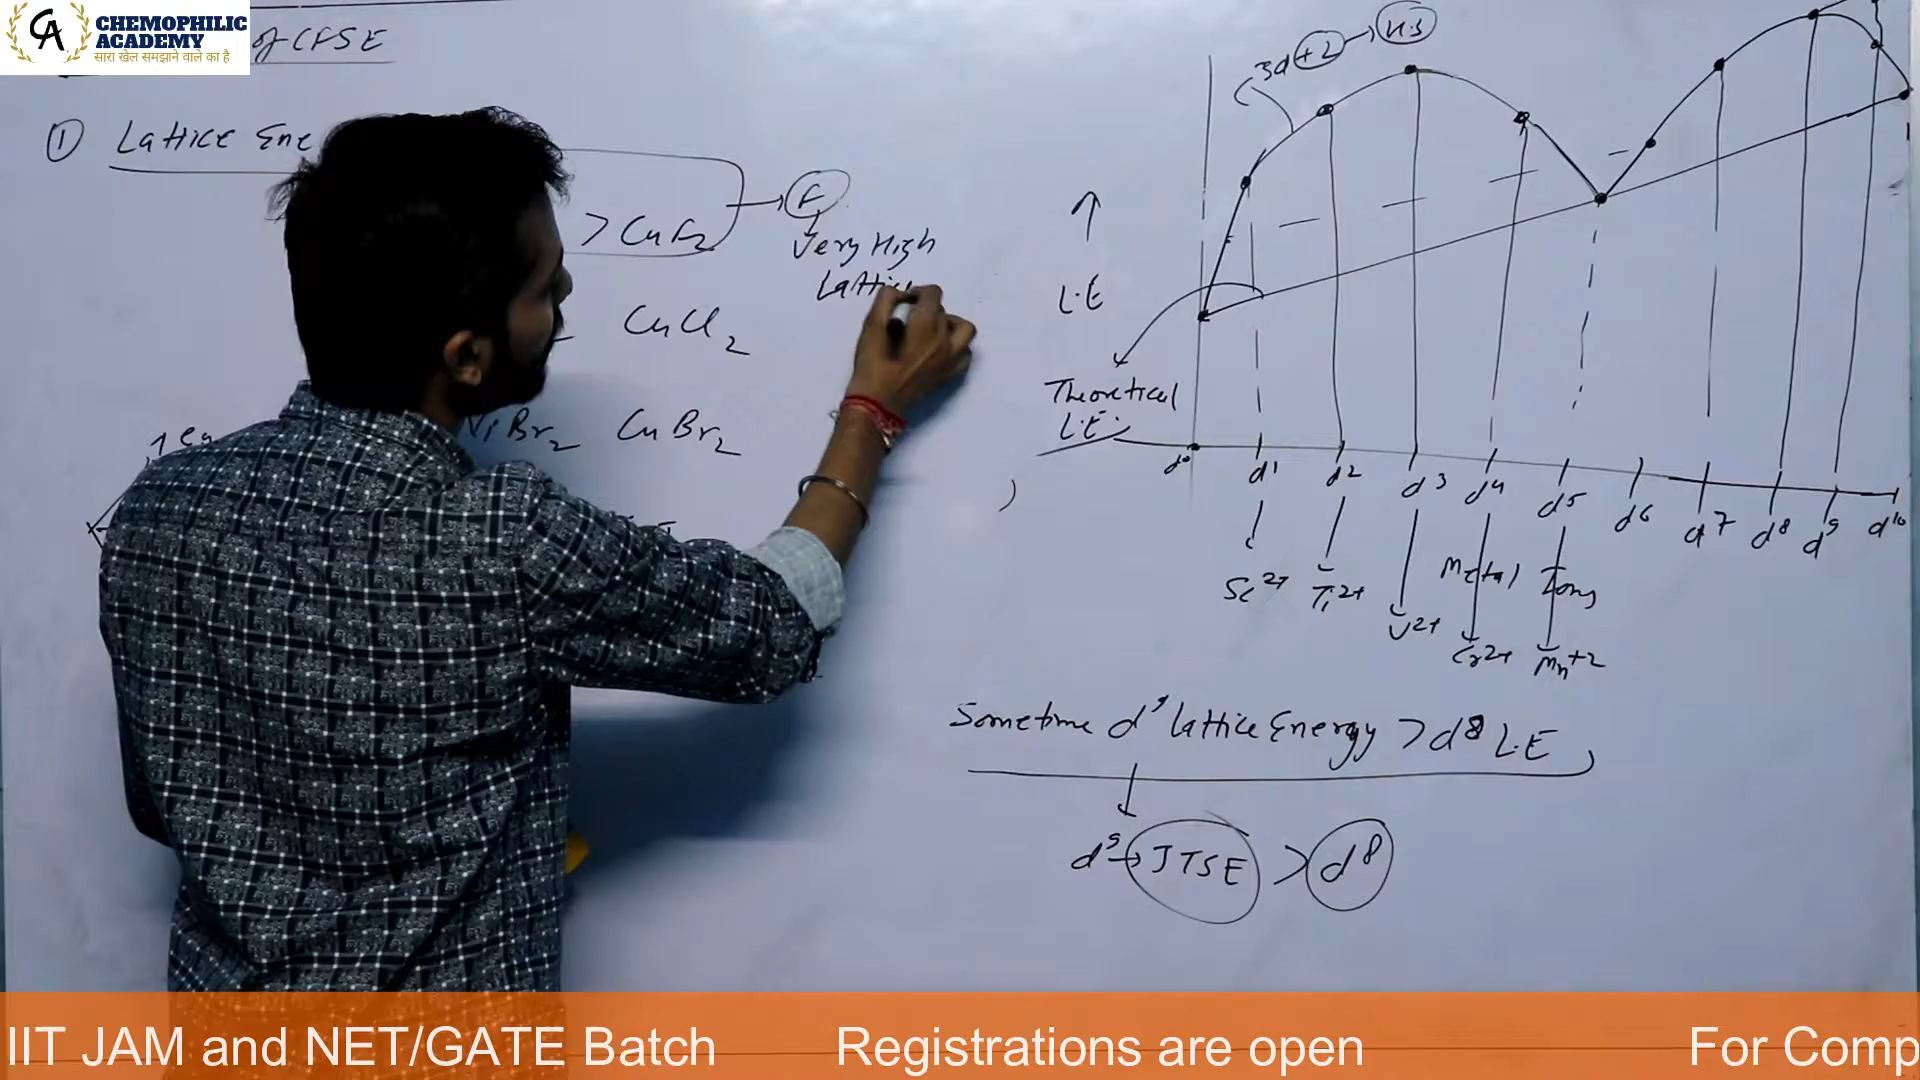 CHEMOPHILIC
ACADEMY
सारा खेल समझाने वाले का है
of CFSE
① Lattice Ene
> CuF2
F
Very High
Lattice
CuCl2
NiBr2 CuBr2
3d +2 → H.S
↑
L.E
Theoretical
L.E.
d0 d1 d2 d3 d4 d5 d6 d7 d8 d9 d10
Metal Ions
Sc2+ Ti2+ V2+ Cr2+ Mn+2
Sometime d9 lattice Energy > d8 L.E
d9 → JTSE > d8
IIT JAM and NET/GATE Batch Registrations are open For Comp